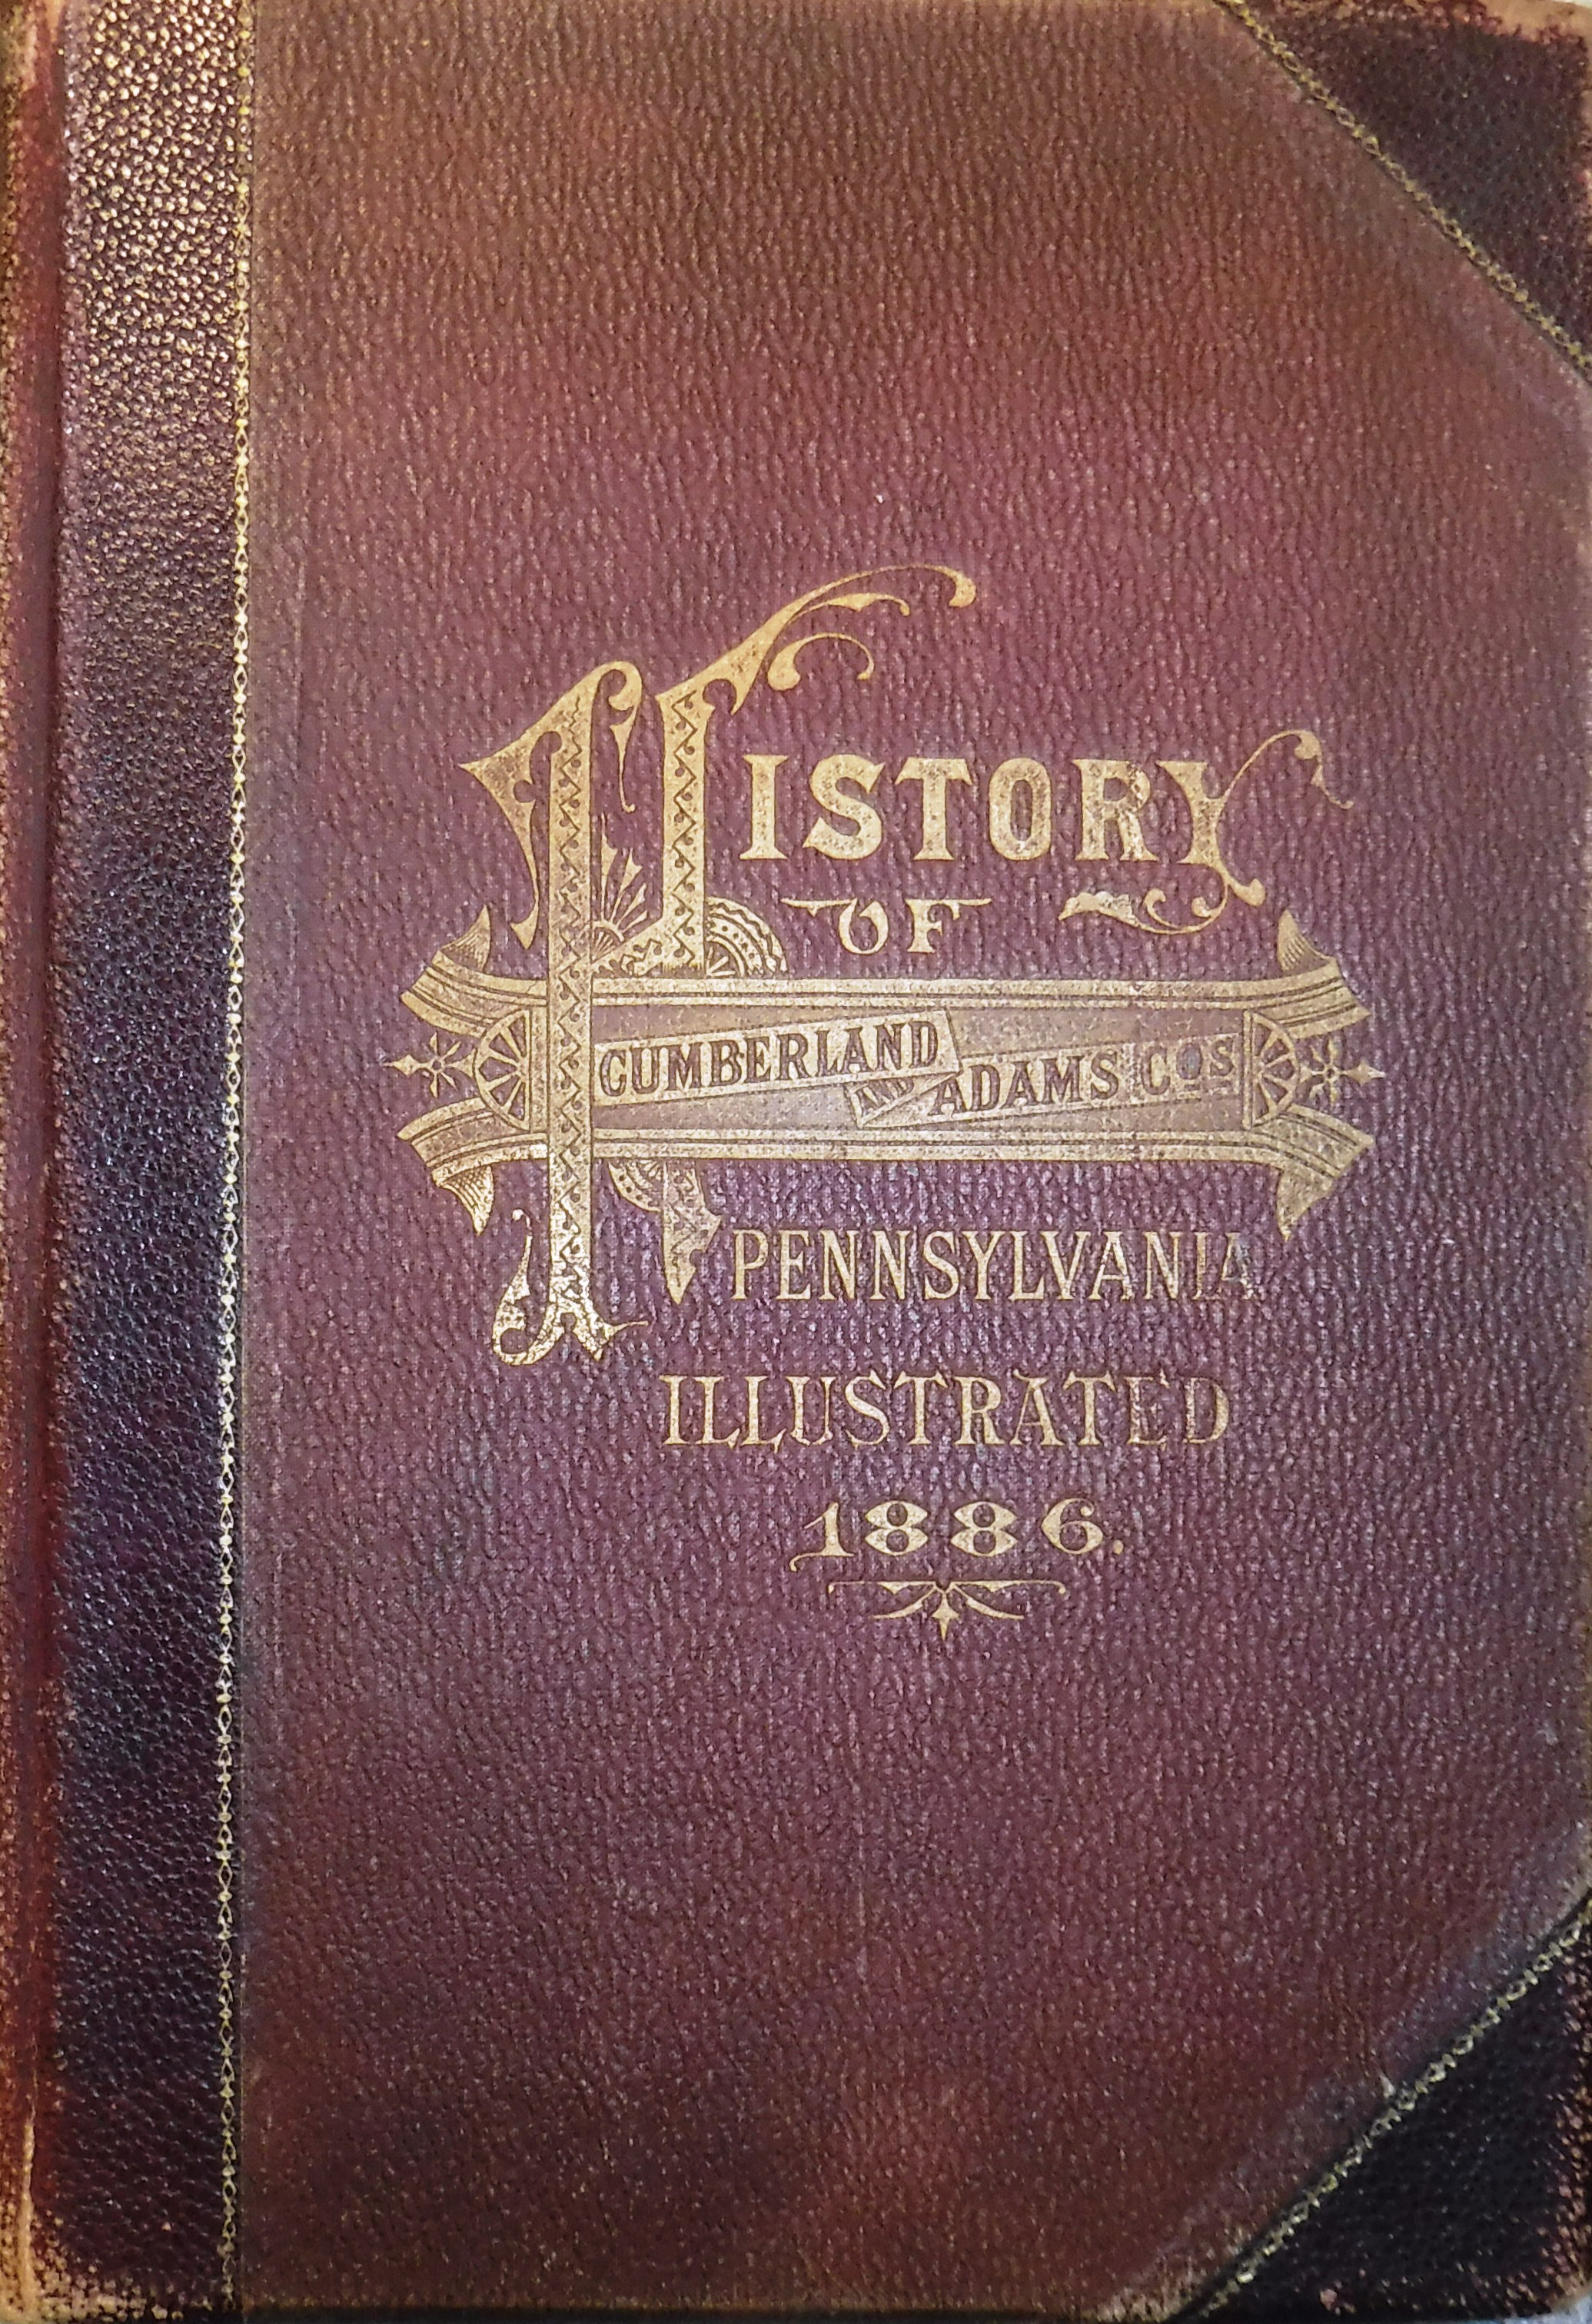 HISTORY
OF
CUMBERLAND AND ADAMS COS
PENNSYLVANIA
ILLUSTRATED
1886.